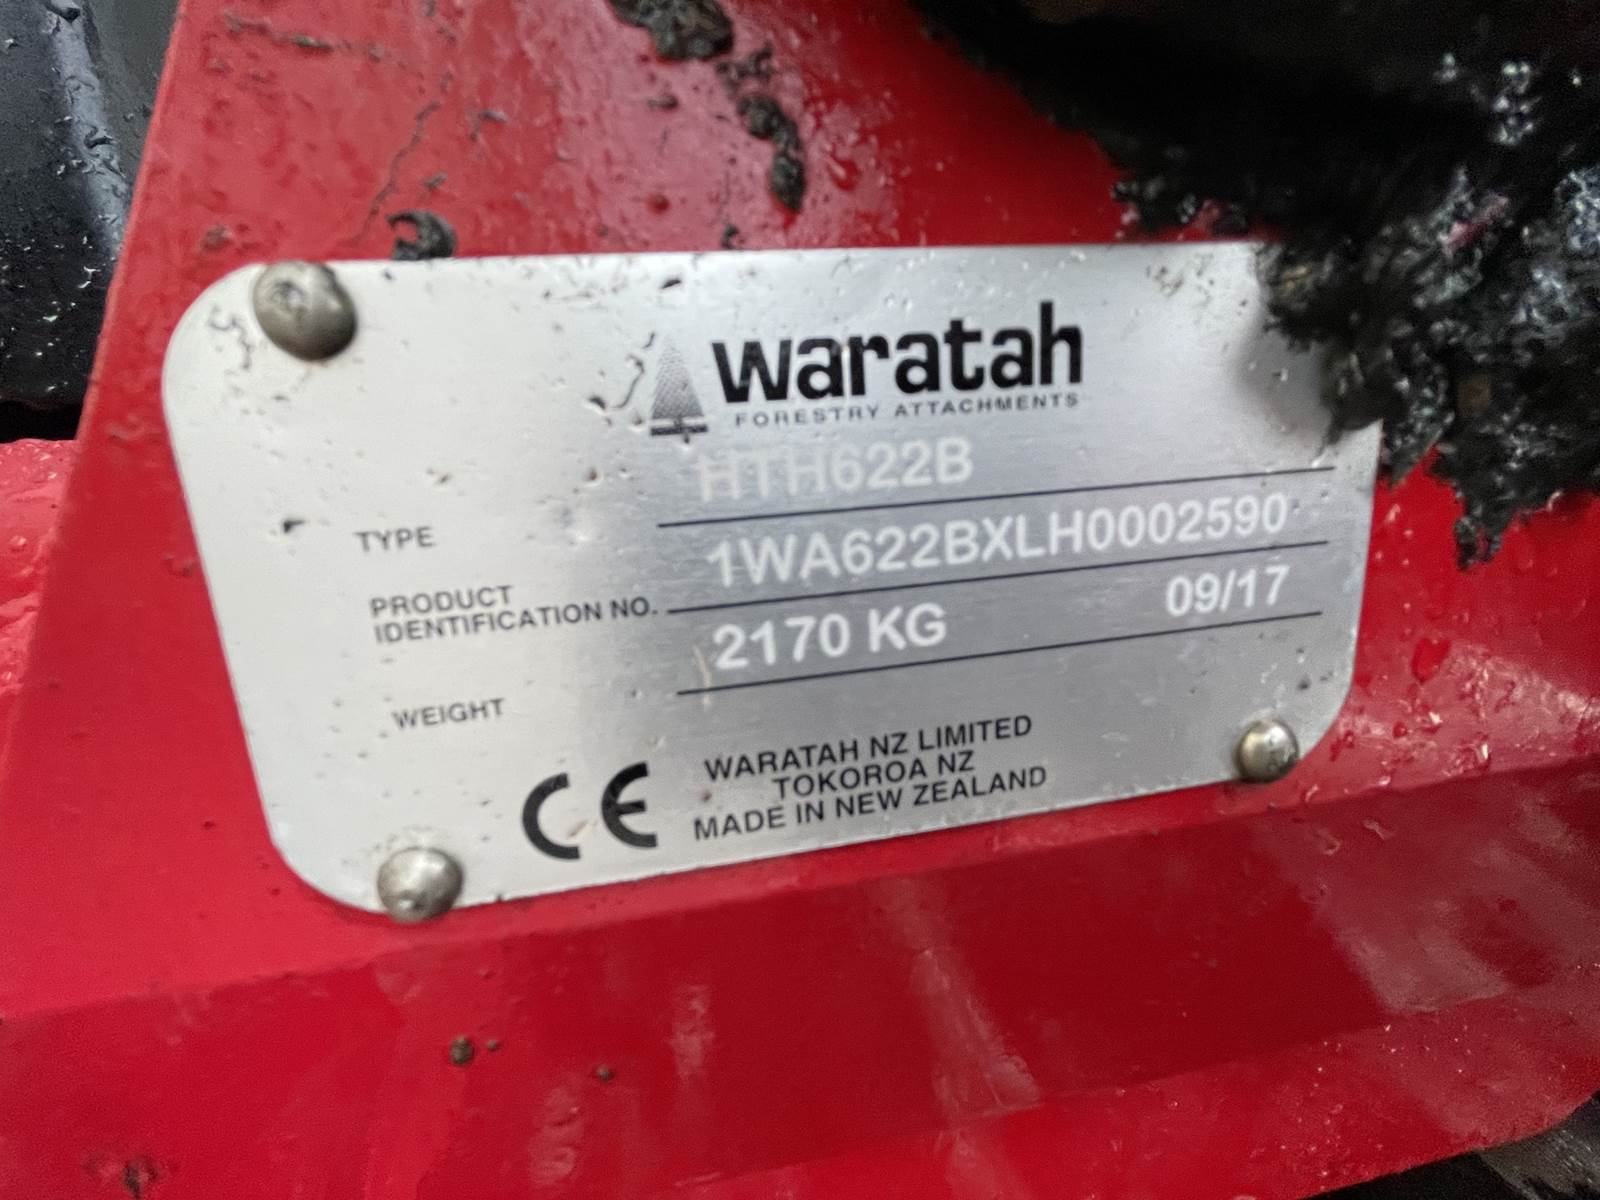 waratah
FORESTRY ATTACHMENTS
TYPE HTH622B
PRODUCT
IDENTIFICATION NO. 1WA622BXLH0002590
WEIGHT 2170 KG 09/17
CE
WARATAH NZ LIMITED
TOKOROA NZ
MADE IN NEW ZEALAND